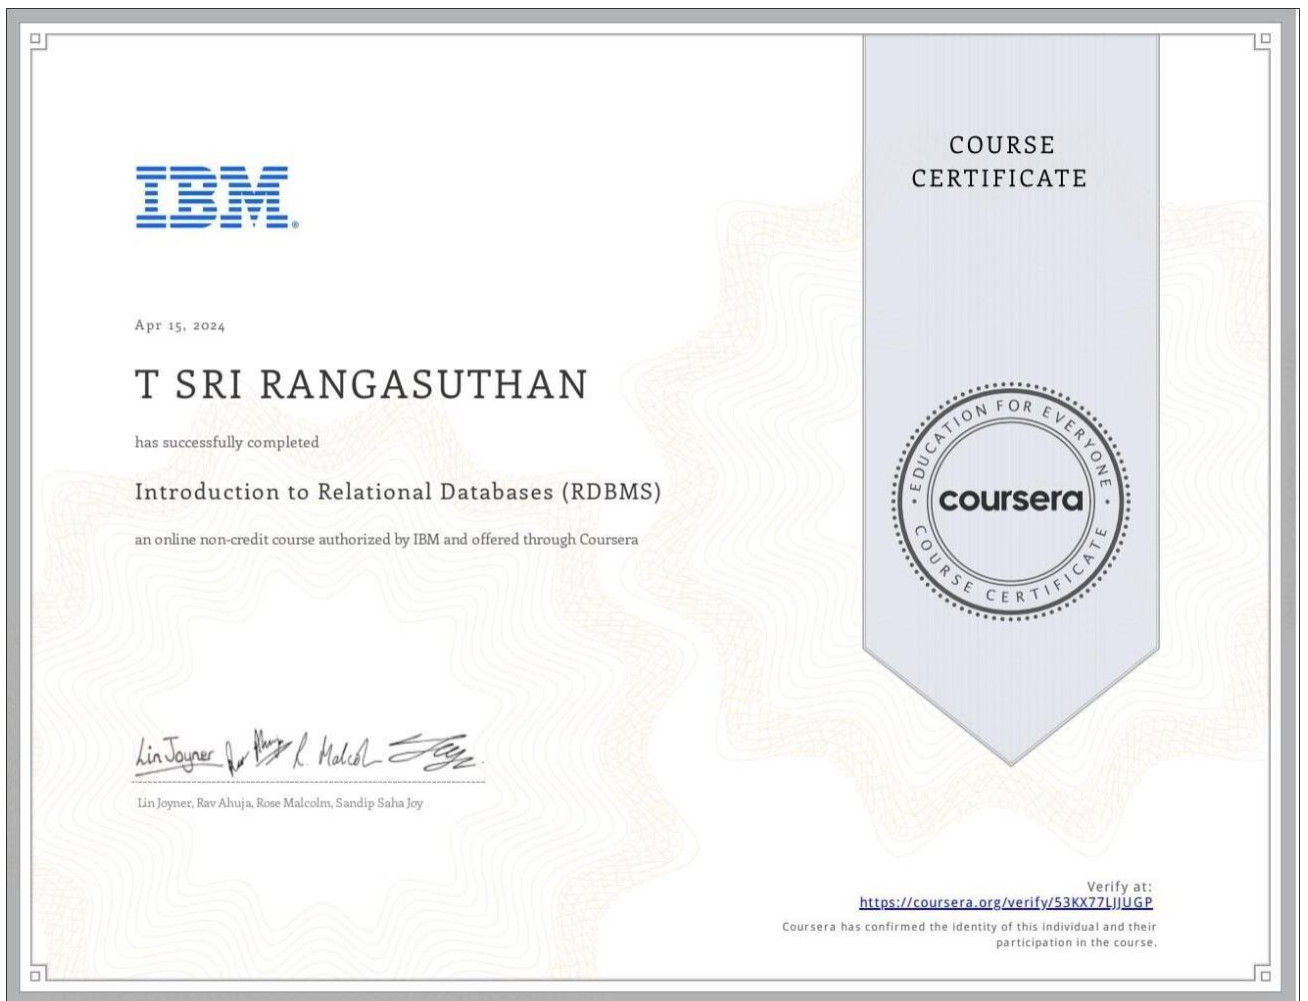 COURSE
CERTIFICATE
IBM®
Apr 15, 2024
T SRI RANGASUTHAN
has successfully completed
Introduction to Relational Databases (RDBMS)
an online non-credit course authorized by IBM and offered through Coursera
EDUCATION FOR EVERYONE
coursera
COURSE CERTIFICATE
Lin Joyner R. Malcolm
Lin Joyner, Rav Ahuja, Rose Malcolm, Sandip Saha Joy
Verify at:
https://coursera.org/verify/53KX77LJJUGP
Coursera has confirmed the identity of this individual and their
participation in the course.